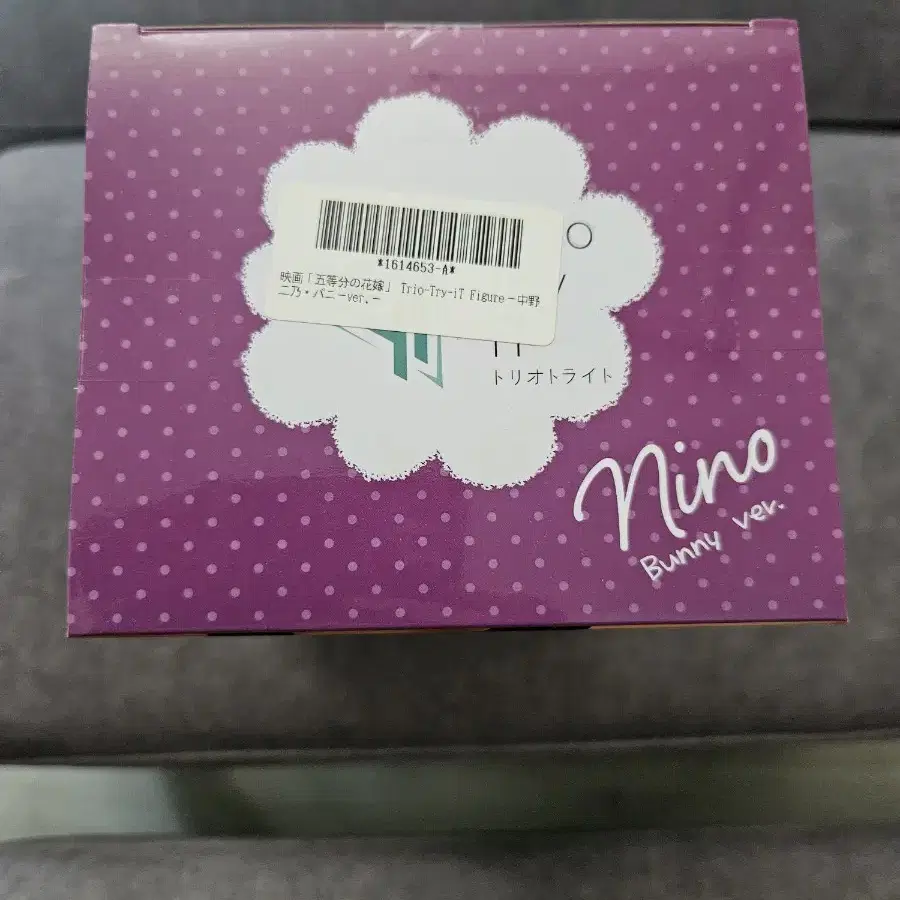 *1614653-A*
映画「五等分の花嫁」 Trio-Try-iT Figure－中野
二乃・バニーver.－
トリオトライト
Nino
Bunny ver.